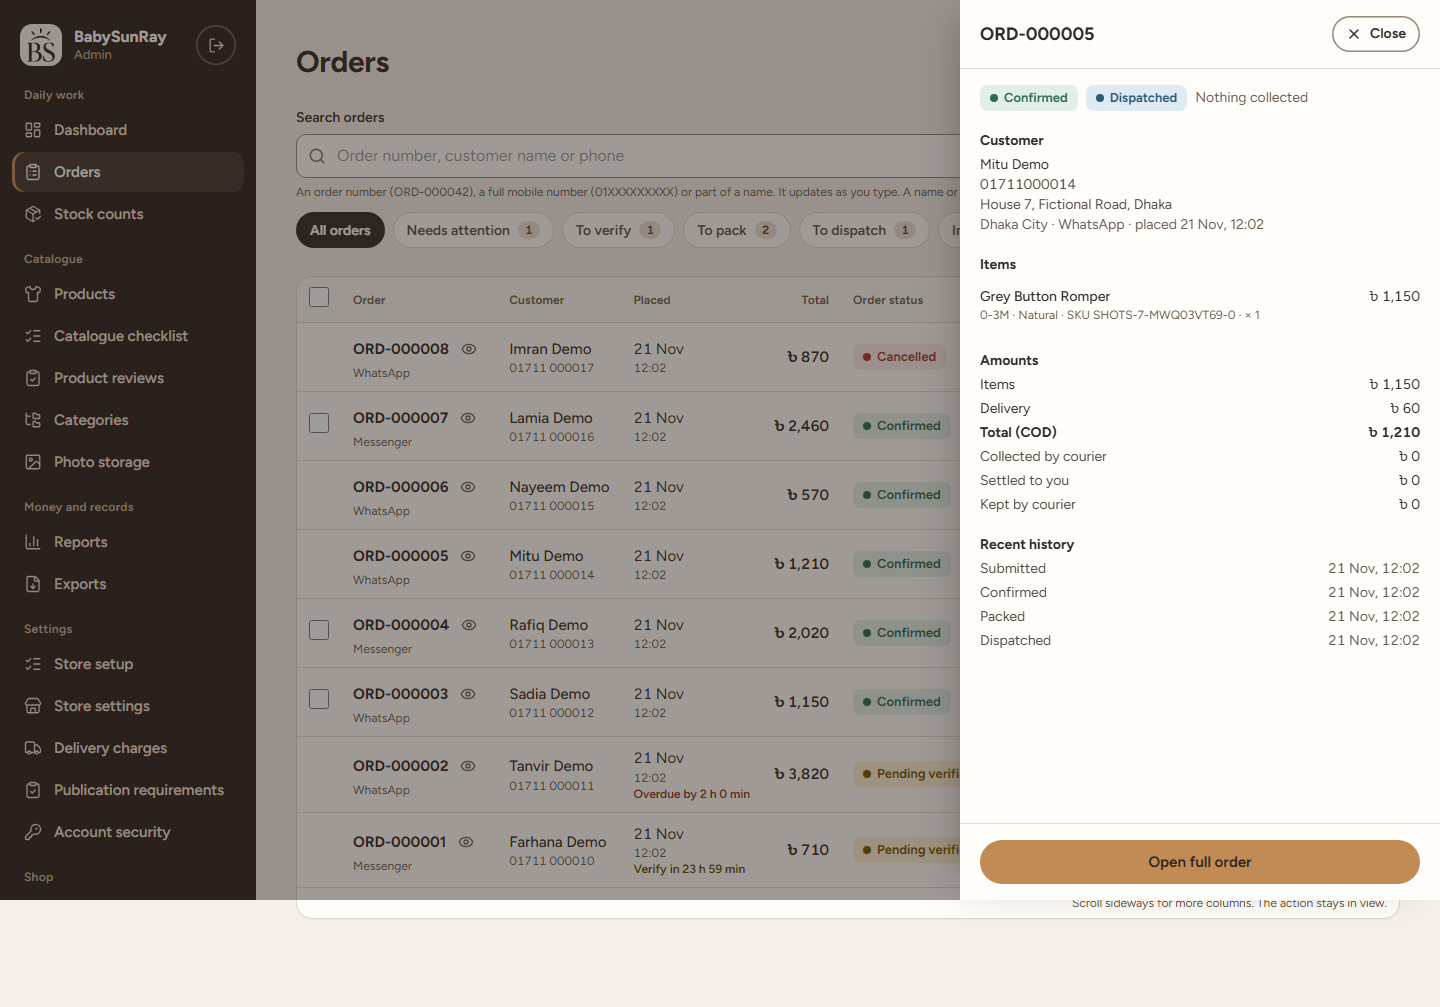 BS
BabySunRay
Admin
Daily work
Dashboard
Orders
Stock counts
Catalogue
Products
Catalogue checklist
Product reviews
Categories
Photo storage
Money and records
Reports
Exports
Settings
Store setup
Store settings
Delivery charges
Publication requirements
Account security
Shop
Orders
Search orders
Order number, customer name or phone
An order number (ORD-000042), a full mobile number (01XXXXXXXXX) or part of a name. It updates as you type. A name or
All orders
Needs attention 1
To verify 1
To pack 2
To dispatch 1
Order Customer Placed Total Order status
ORD-000008 Imran Demo 21 Nov ৳ 870 Cancelled
WhatsApp 01711 000017 12:02
ORD-000007 Lamia Demo 21 Nov ৳ 2,460 Confirmed
Messenger 01711 000016 12:02
ORD-000006 Nayeem Demo 21 Nov ৳ 570 Confirmed
WhatsApp 01711 000015 12:02
ORD-000005 Mitu Demo 21 Nov ৳ 1,210 Confirmed
WhatsApp 01711 000014 12:02
ORD-000004 Rafiq Demo 21 Nov ৳ 2,020 Confirmed
Messenger 01711 000013 12:02
ORD-000003 Sadia Demo 21 Nov ৳ 1,150 Confirmed
WhatsApp 01711 000012 12:02
ORD-000002 Tanvir Demo 21 Nov ৳ 3,820 Pending verifi
WhatsApp 01711 000011 12:02
Overdue by 2 h 0 min
ORD-000001 Farhana Demo 21 Nov ৳ 710 Pending verifi
Messenger 01711 000010 12:02
Verify in 23 h 59 min
Scroll sideways for more columns. The action stays in view.
ORD-000005
Close
Confirmed Dispatched Nothing collected
Customer
Mitu Demo
01711000014
House 7, Fictional Road, Dhaka
Dhaka City · WhatsApp · placed 21 Nov, 12:02
Items
Grey Button Romper ৳ 1,150
0-3M · Natural · SKU SHOTS-7-MWQ03VT69-0 · × 1
Amounts
Items ৳ 1,150
Delivery ৳ 60
Total (COD) ৳ 1,210
Collected by courier ৳ 0
Settled to you ৳ 0
Kept by courier ৳ 0
Recent history
Submitted 21 Nov, 12:02
Confirmed 21 Nov, 12:02
Packed 21 Nov, 12:02
Dispatched 21 Nov, 12:02
Open full order